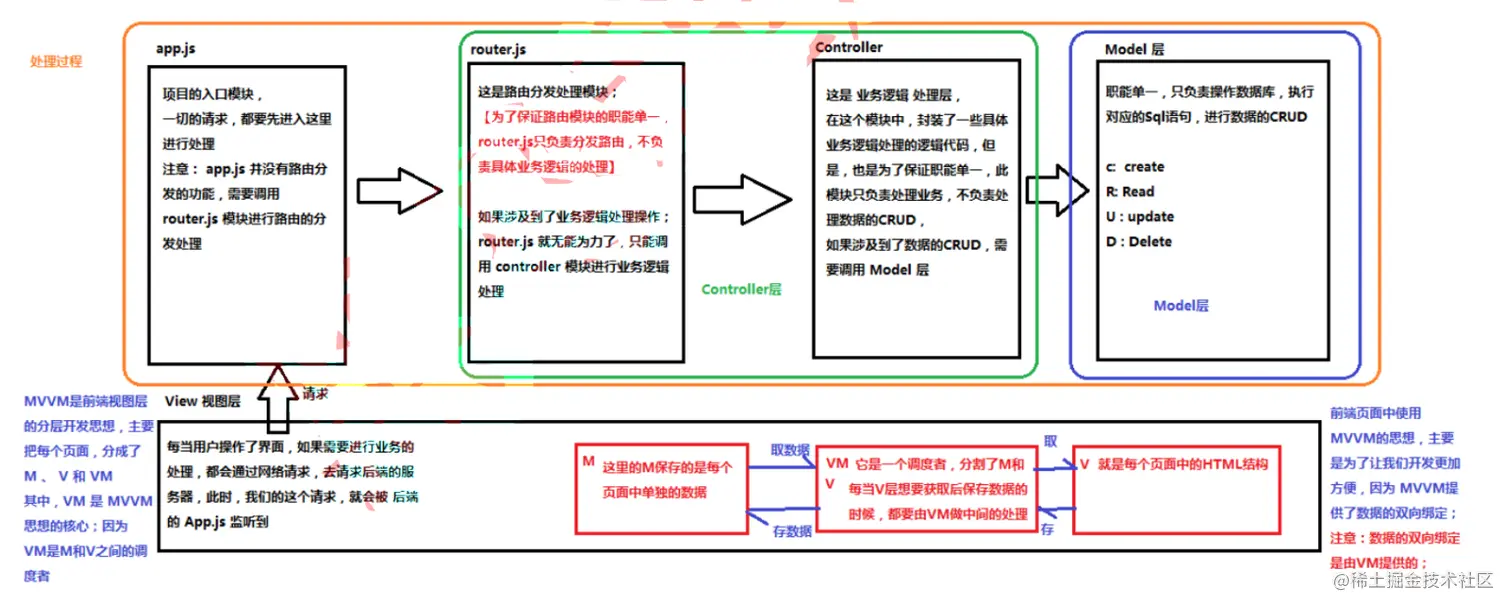 处理过程
app.js
项目的入口模块，
一切的请求，都要先进入这里
进行处理
注意： app.js 并没有路由分
发的功能，需要调用
router.js 模块进行路由的分
发处理
router.js
这是路由分发处理模块；
【为了保证路由模块的职能单一，
router.js只负责分发路由，不负
责具体业务逻辑的处理】
如果涉及到了业务逻辑处理操作；
router.js 就无能为力了，只能调
用 controller 模块进行业务逻辑
处理
Controller层
Controller
这是 业务逻辑 处理层，
在这个模块中，封装了一些具体
业务逻辑处理的逻辑代码，但
是，也是为了保证职能单一，此
模块只负责处理业务，不负责处
理数据的CRUD，
如果涉及到了数据的CRUD，需
要调用 Model 层
Model 层
职能单一，只负责操作数据库，执行
对应的Sql语句，进行数据的CRUD
c: create
R: Read
U : update
D : Delete
Model层
请求
View 视图层
MVVM是前端视图层
的分层开发思想，主要
把每个页面，分成了
M 、 V 和 VM
其中，VM 是 MVVM
思想的核心；因为
VM是M和V之间的调
度者
每当用户操作了界面，如果需要进行业务的
处理，都会通过网络请求，去请求后端的服
务器，此时，我们的这个请求，就会被 后端
的 App.js 监听到
M 这里的M保存的是每个
页面中单独的数据
取数据
存数据
VM 它是一个调度者，分割了M和
V
每当V层想要获取后保存数据的
时候，都要由VM做中间的处理
取
存
V 就是每个页面中的HTML结构
前端页面中使用
MVVM的思想，主要
是为了让我们开发更加
方便，因为 MVVM提
供了数据的双向绑定；
注意：数据的双向绑定
是由VM提供的；
@稀土掘金技术社区